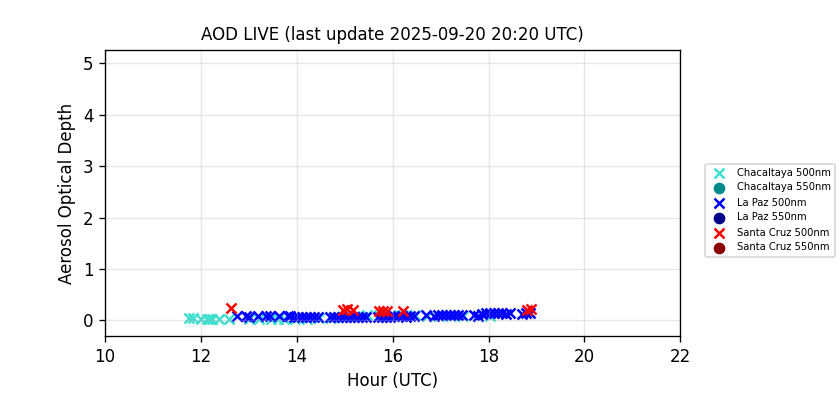 AOD LIVE (last update 2025-09-20 20:20 UTC)
5
4
3
2
1
0
Aerosol Optical Depth
10 12 14 16 18 20 22
Hour (UTC)
Chacaltaya 500nm
Chacaltaya 550nm
La Paz 500nm
La Paz 550nm
Santa Cruz 500nm
Santa Cruz 550nm